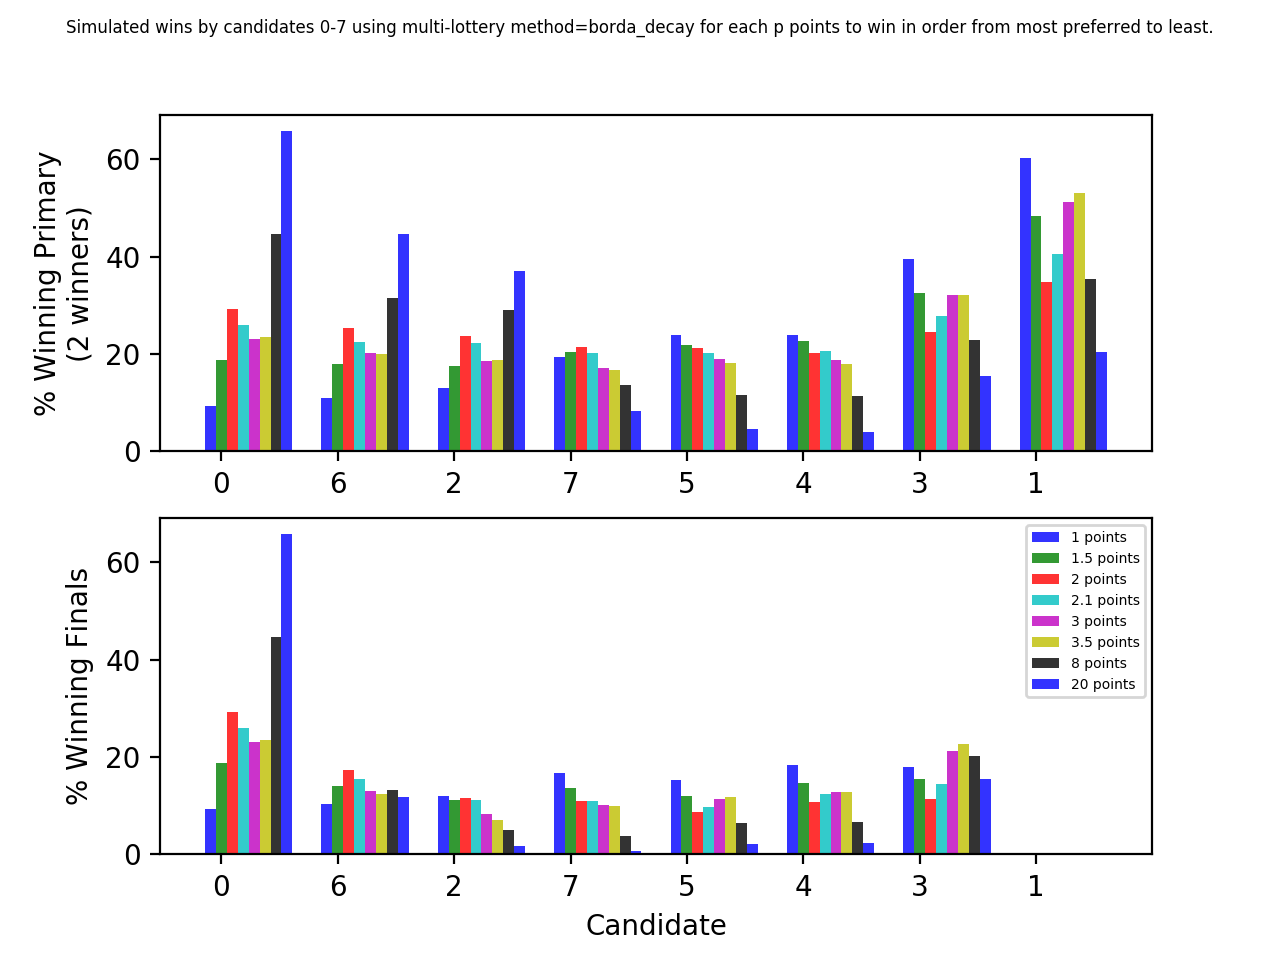 Simulated wins by candidates 0-7 using multi-lottery method=borda_decay for each p points to win in order from most preferred to least.
% Winning Primary
(2 winners)
60
40
20
0
0 6 2 7 5 4 3 1
% Winning Finals
60
40
20
0
1 points
1.5 points
2 points
2.1 points
3 points
3.5 points
8 points
20 points
0 6 2 7 5 4 3 1
Candidate